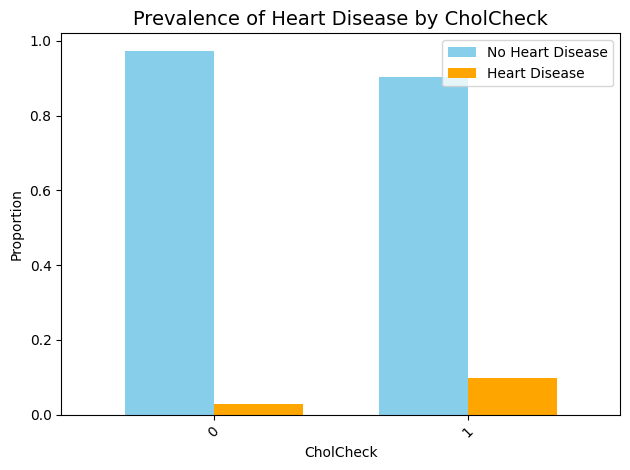 Prevalence of Heart Disease by CholCheck
No Heart Disease
Heart Disease
1.0
0.8
0.6
0.4
0.2
0.0
Proportion
0
1
CholCheck